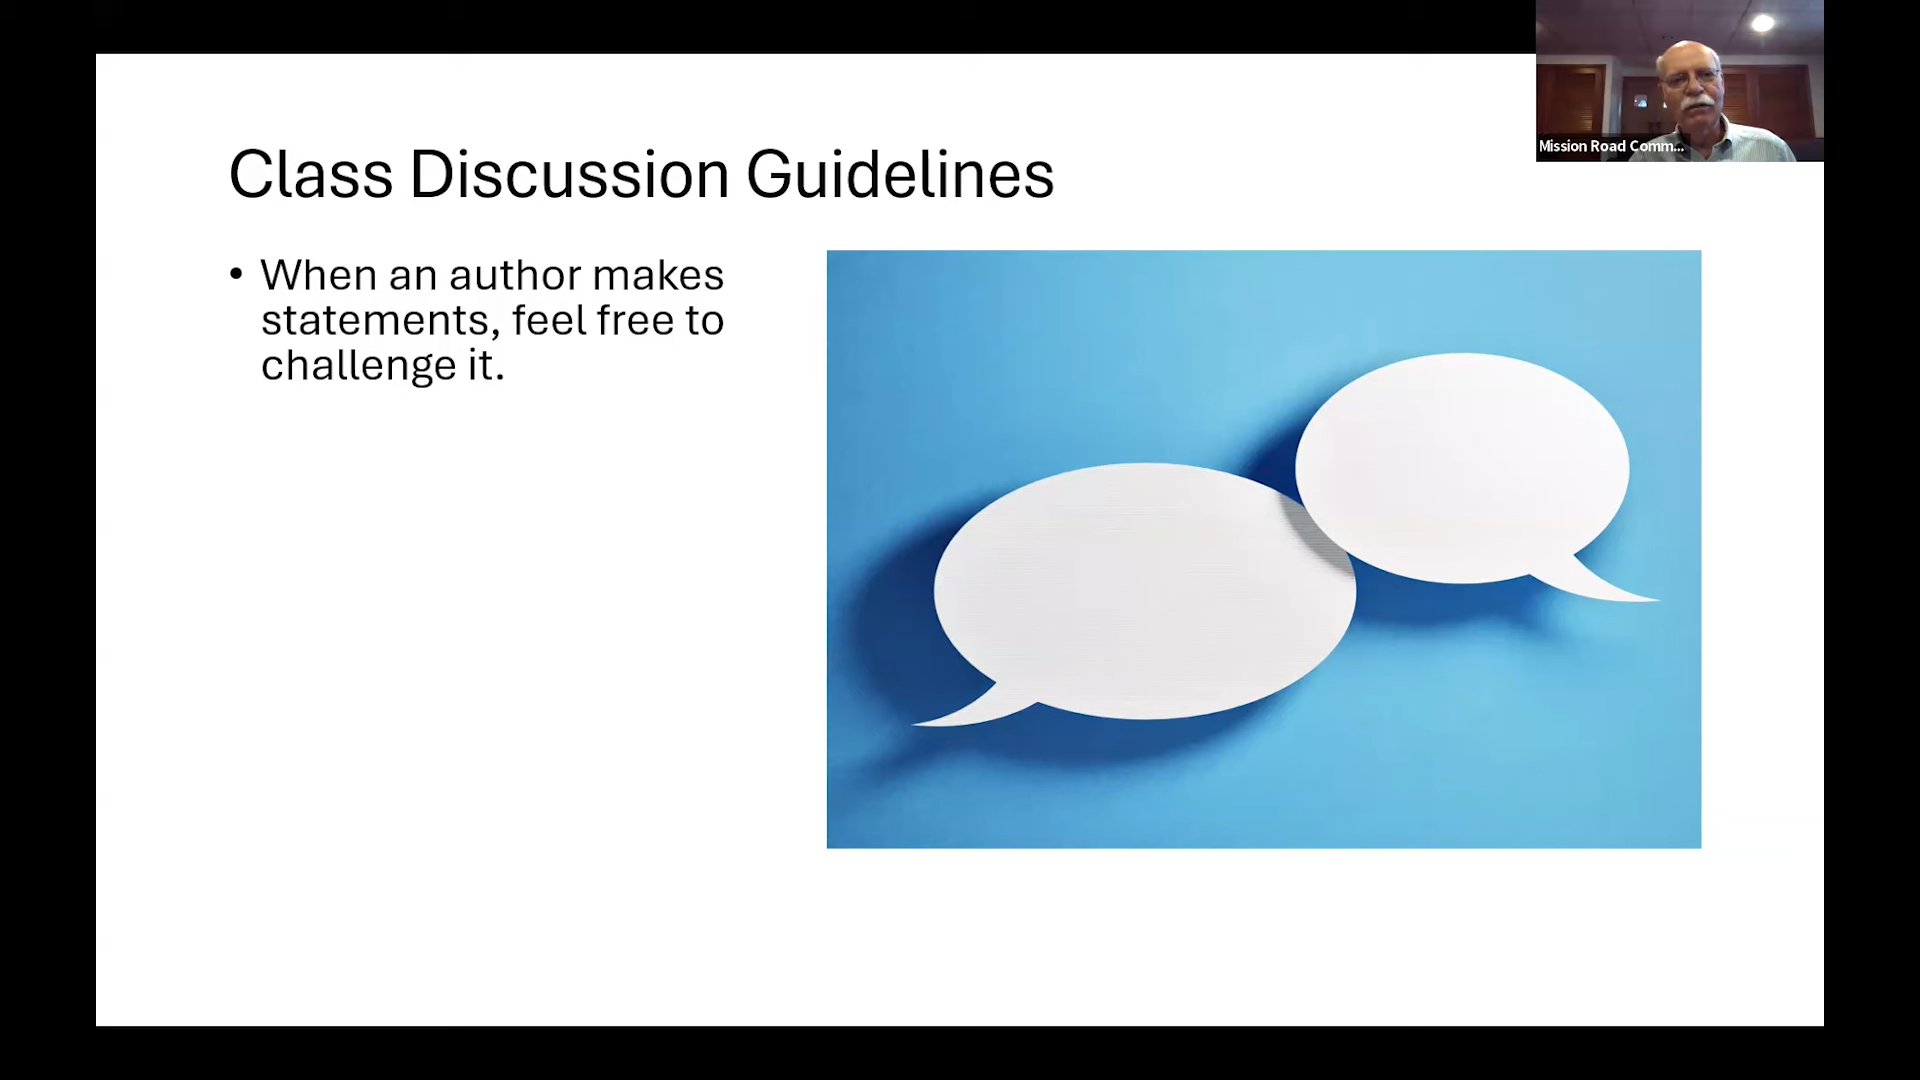 Mission Road Comm...
Class Discussion Guidelines
• When an author makes
statements, feel free to
challenge it.